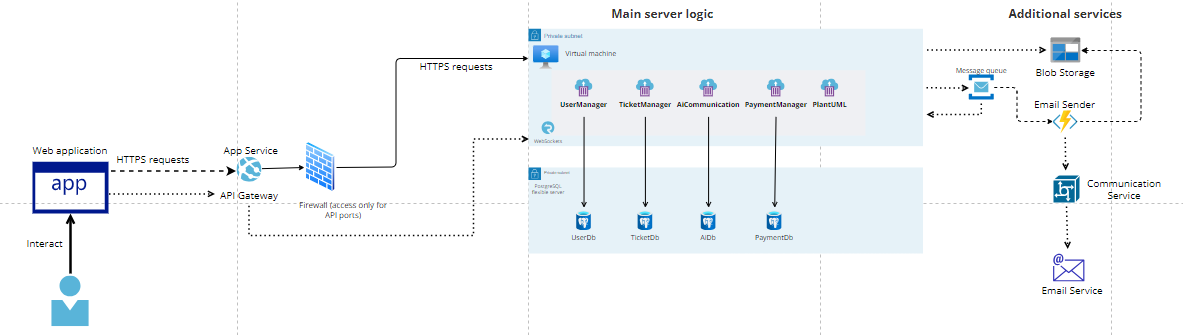 Main server logic
Additional services
Private subnet
Virtual machine
HTTPS requests
UserManager
TicketManager
AiCommunication
PaymentManager
PlantUML
WebSockets
Message queue
Blob Storage
Email Sender
Web application
HTTPS requests
App Service
app
API Gateway
Firewall (access only for
API ports)
Private subnet
PostgreSQL
flexible server
UserDb
TicketDb
AiDb
PaymentDb
Communication
Service
Interact
@
Email Service